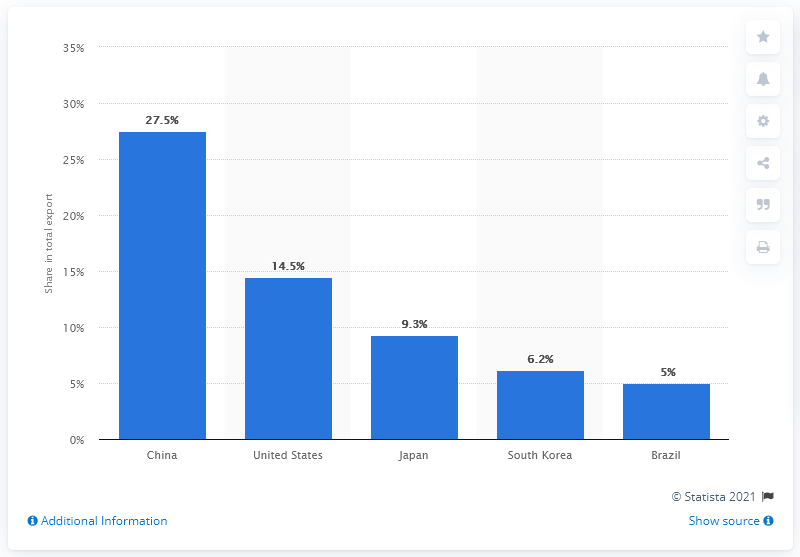 35%
30%
25%
20%
15%
10%
5%
0%
Share in total export
27.5%
14.5%
9.3%
6.2%
5%
China
United States
Japan
South Korea
Brazil
© Statista 2021
Additional Information
Show source